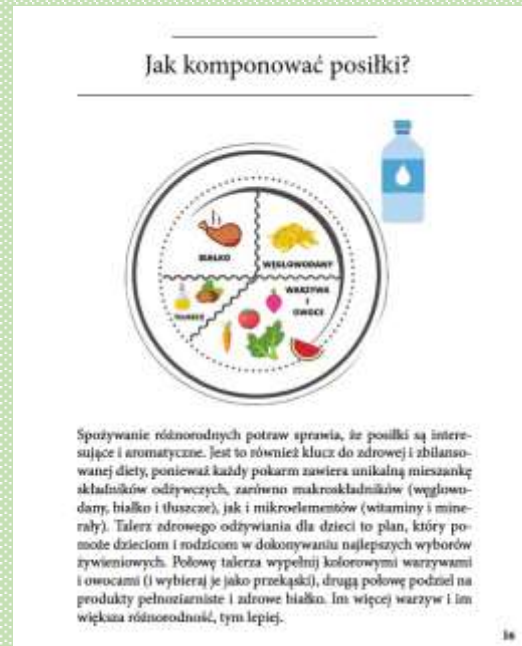 Jak komponować posiłki?
BIAŁKO
WĘGLOWODANY
WARZYWA
I
OWOCE
TŁUSZCZE
Spożywanie różnorodnych potraw sprawia, że posiłki są intere-
sujące i aromatyczne. Jest to również klucz do zdrowej i zbilanso-
wanej diety, ponieważ każdy pokarm zawiera unikalną mieszankę
składników odżywczych, zarówno makroskładników (węglowo-
dany, białko i tłuszcze), jak i mikroelementów (witaminy i mine-
rały). Talerz zdrowego odżywiania dla dzieci to plan, który po-
może dzieciom i rodzicom w dokonywaniu najlepszych wyborów
żywieniowych. Połowę talerza wypełnij kolorowymi warzywami
i owocami (i wybieraj je jako przekąski), drugą połowę podziel na
produkty pełnoziarniste i zdrowe białko. Im więcej warzyw i im
większa różnorodność, tym lepiej.